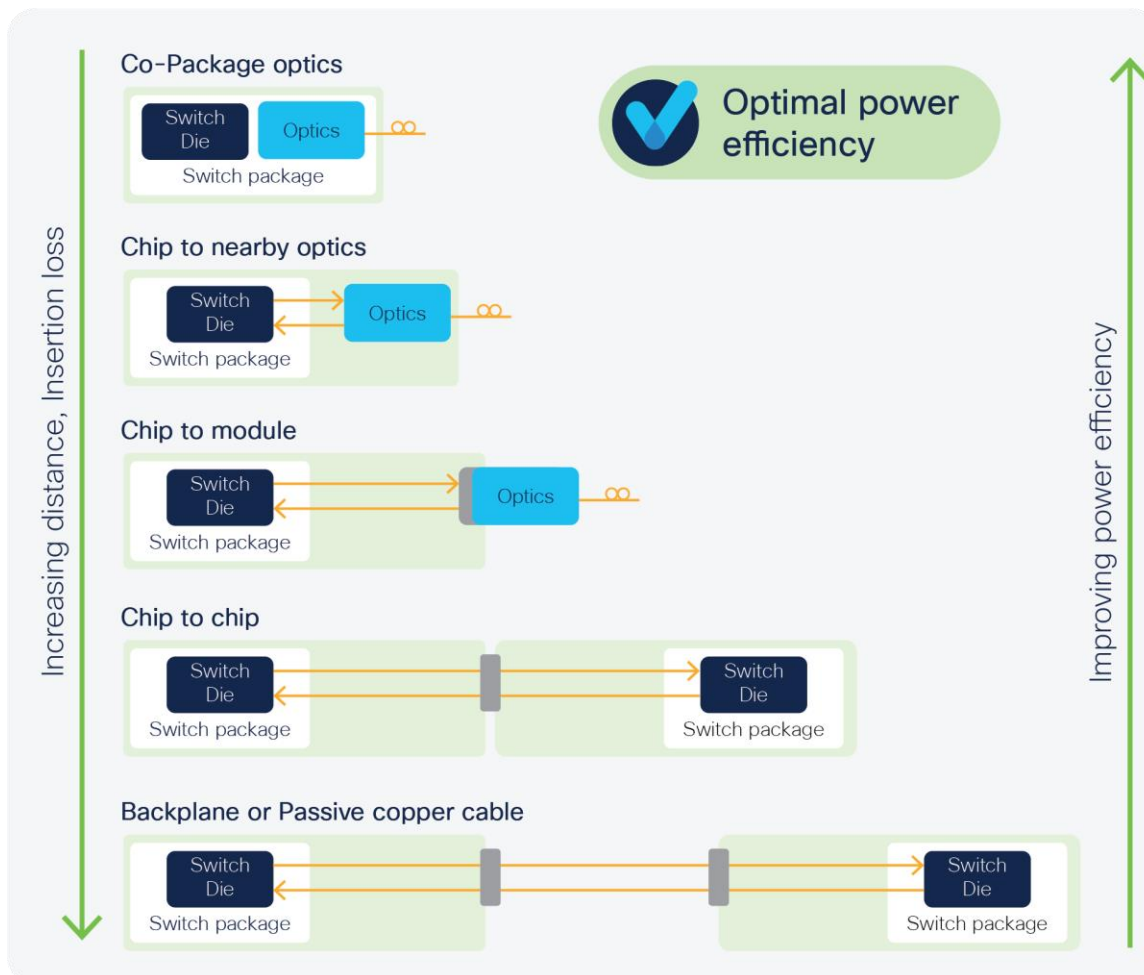 Co-Package optics
Switch
Die
Optics
Switch package
Optimal power
efficiency
Chip to nearby optics
Switch
Die
Optics
Switch package
Chip to module
Switch
Die
Optics
Switch package
Chip to chip
Switch
Die
Switch package
Switch
Die
Switch package
Backplane or Passive copper cable
Switch
Die
Switch package
Switch
Die
Switch package
Increasing distance, Insertion loss
Improving power efficiency